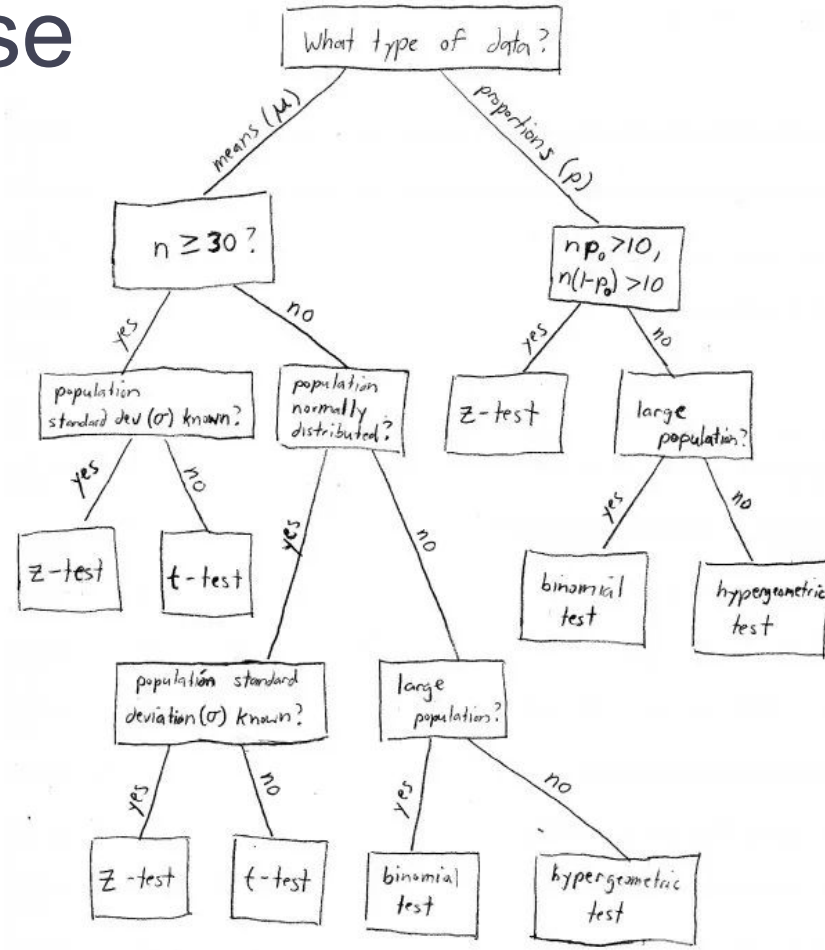 se
What type of data?
means (μ)
proportions (p)
n ≥ 30?
np₀ >10,
n(1-p₀) >10
yes
no
yes
no
population
standard dev (σ) known?
population
normally
distributed?
z-test
large
population?
yes
no
yes
no
yes
no
z-test
t-test
binomial
test
hypergeometric
test
population standard
deviation (σ) known?
large
population?
yes
no
yes
no
z-test
t-test
binomial
test
hypergeometric
test